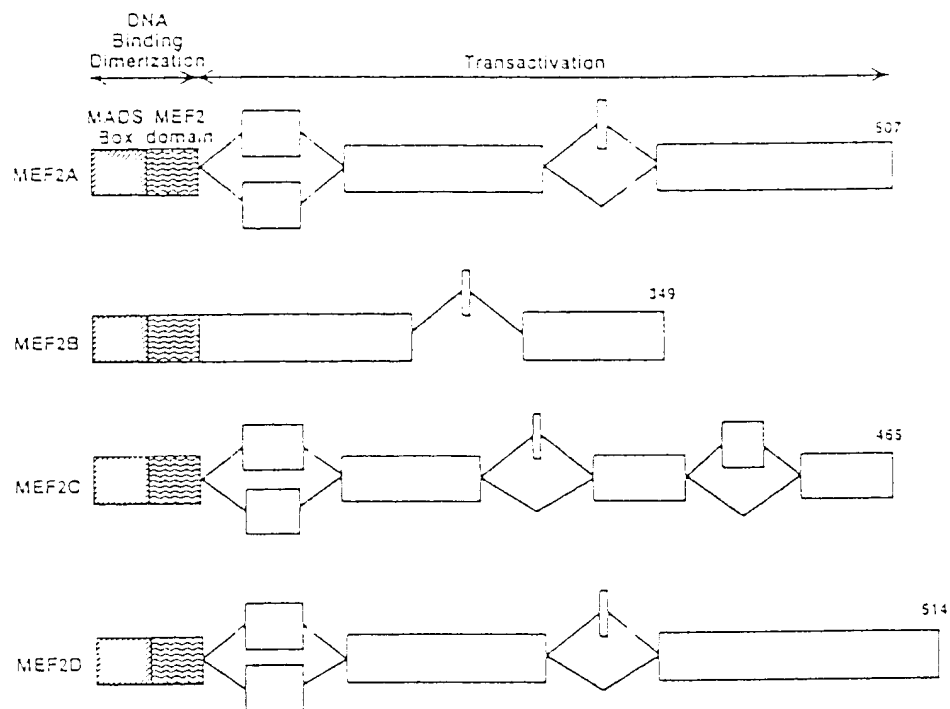 DNA
Binding
Dimerization
Transactivation
MADS MEF2
Box domain
507
MEF2A
349
MEF2B
465
MEF2C
514
MEF2D